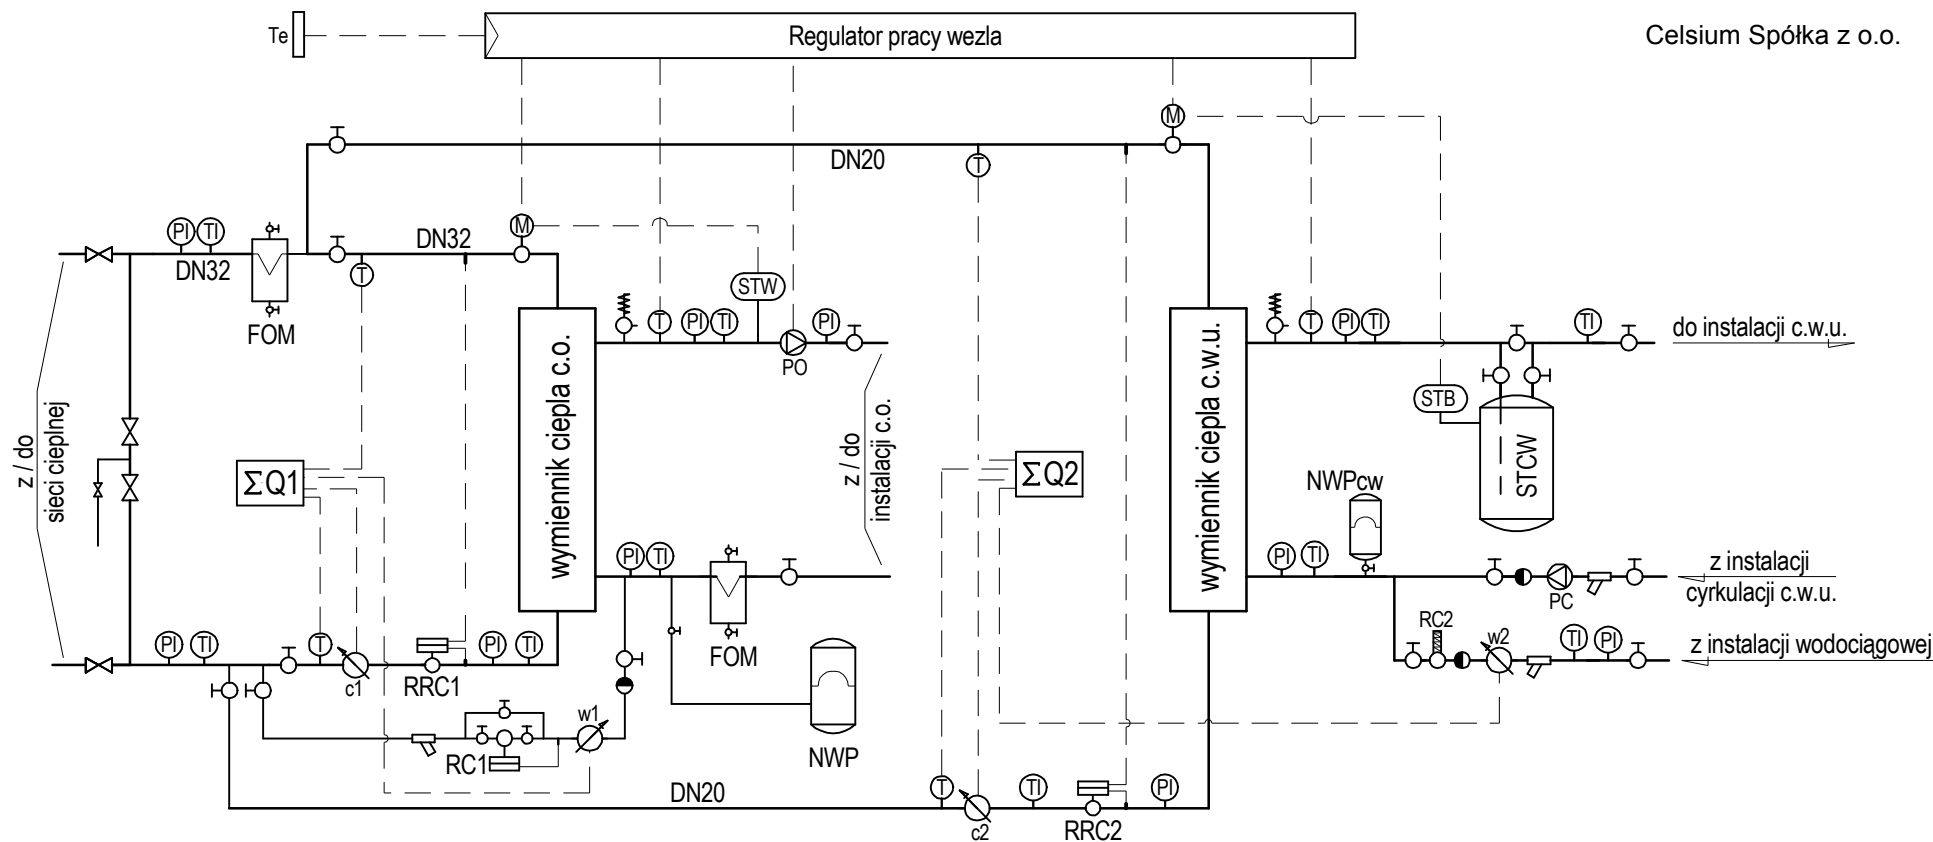 Te
Regulator pracy wezla
Celsium Spółka z o.o.
M
DN20
T
PI
TI
DN32
M
DN32
T
FOM
STW
T
PI
TI
PO
PI
T
PI
TI
TI
do instalacji c.w.u.
z / do
sieci cieplnej
wymiennik ciepla c.o.
z / do
instalacji c.o.
wymiennik ciepla c.w.u.
STB
STCW
ΣQ1
ΣQ2
NWPcw
PI
TI
FOM
PI
TI
PC
z instalacji
cyrkulacji c.w.u.
PI
TI
T
c1
RRC1
PI
TI
RC2
w2
TI
PI
z instalacji wodociągowej
w1
RC1
NWP
DN20
T
c2
TI
RRC2
PI